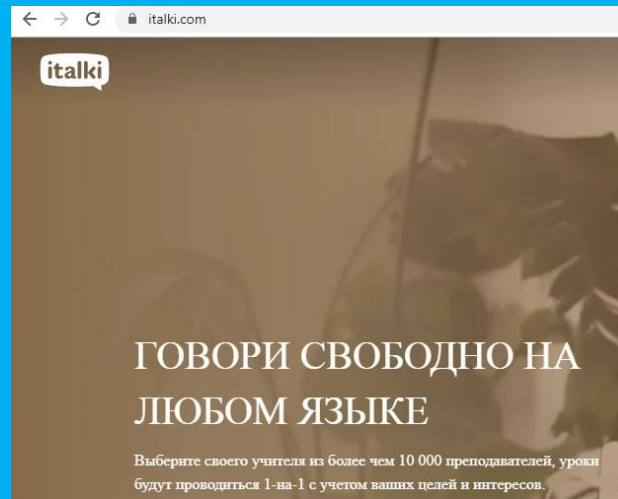 italki.com
italki
ГОВОРИ СВОБОДНО НА
ЛЮБОМ ЯЗЫКЕ
Выберите своего учителя из более чем 10 000 преподавателей, уроки
будут проводиться 1-на-1 с учетом ваших целей и интересов.